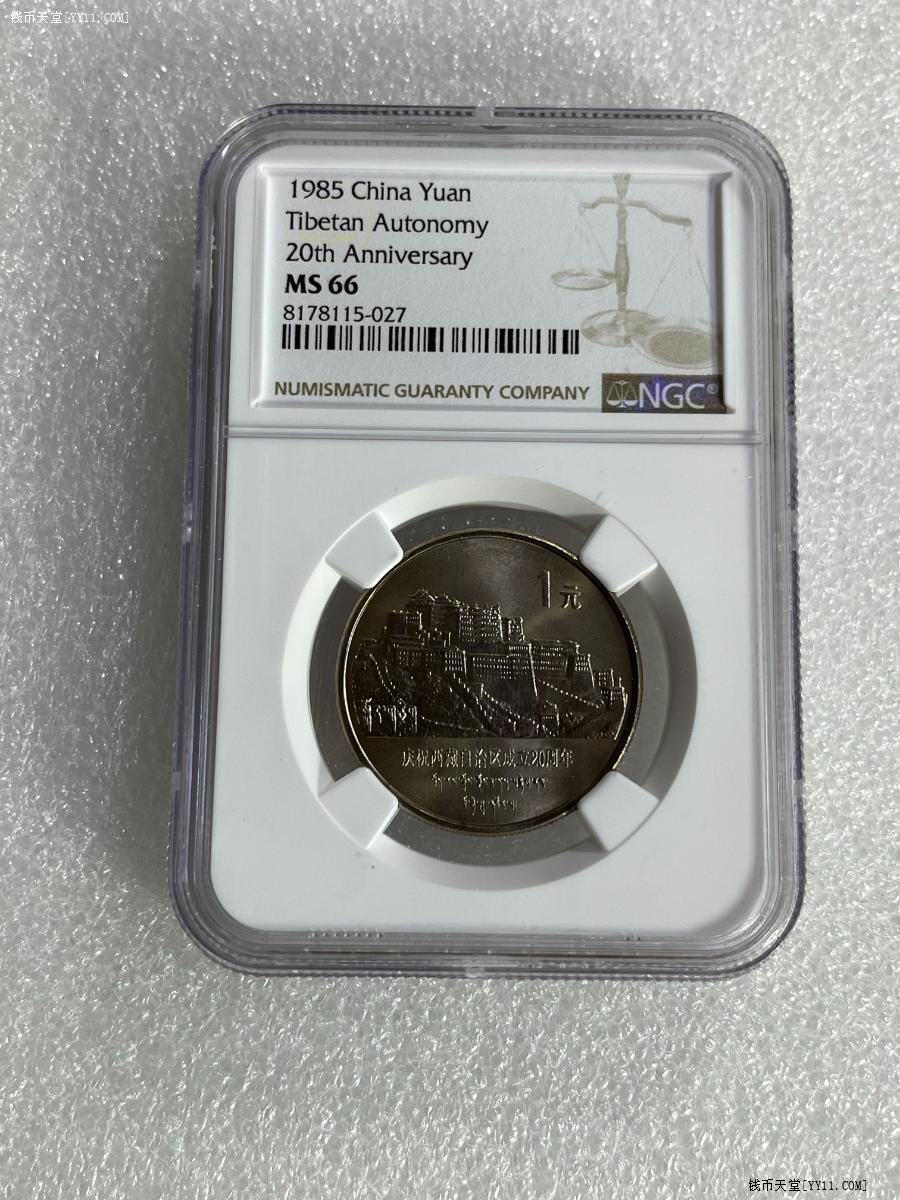 钱币天堂[YY11.COM]
1985 China Yuan
Tibetan Autonomy
20th Anniversary
MS 66
8178115-027
NUMISMATIC GUARANTY COMPANY
NGC®
1元
庆祝西藏自治区成立20周年
钱币天堂[YY11.COM]